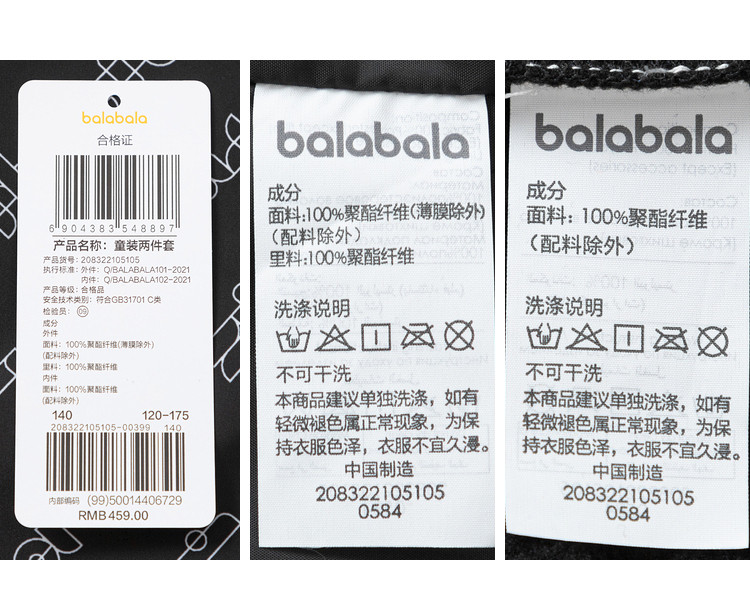 balabala
合格证
6 904383 548897
产品名称：童装两件套
产品货号：208322105105
执行标准：外件：Q/BALABALA101-2021
内件：Q/BALABALA102-2021
产品等级：合格品
安全技术类别：符合GB31701 C类
检验员：09
成分
外件
面料：100%聚酯纤维(薄膜除外)
(配料除外)
里料：100%聚酯纤维
内件
面料：100%聚酯纤维
(配料除外)
140 120-175
208322105105-00399 140
内部编码 (99)50014406729
RMB459.00
balabala
成分
面料:100%聚酯纤维(薄膜除外)
（配料除外）
里料:100%聚酯纤维
洗涤说明
不可干洗
本商品建议单独洗涤，如有
轻微褪色属正常现象，为保
持衣服色泽，衣服不宜久漫。
中国制造
208322105105
0584
balabala
成分
面料：100%聚酯纤维
（配料除外）
洗涤说明
不可干洗
本商品建议单独洗涤，如有
轻微褪色属正常现象，为保
持衣服色泽，衣服不宜久漫。
中国制造
208322105105
0584